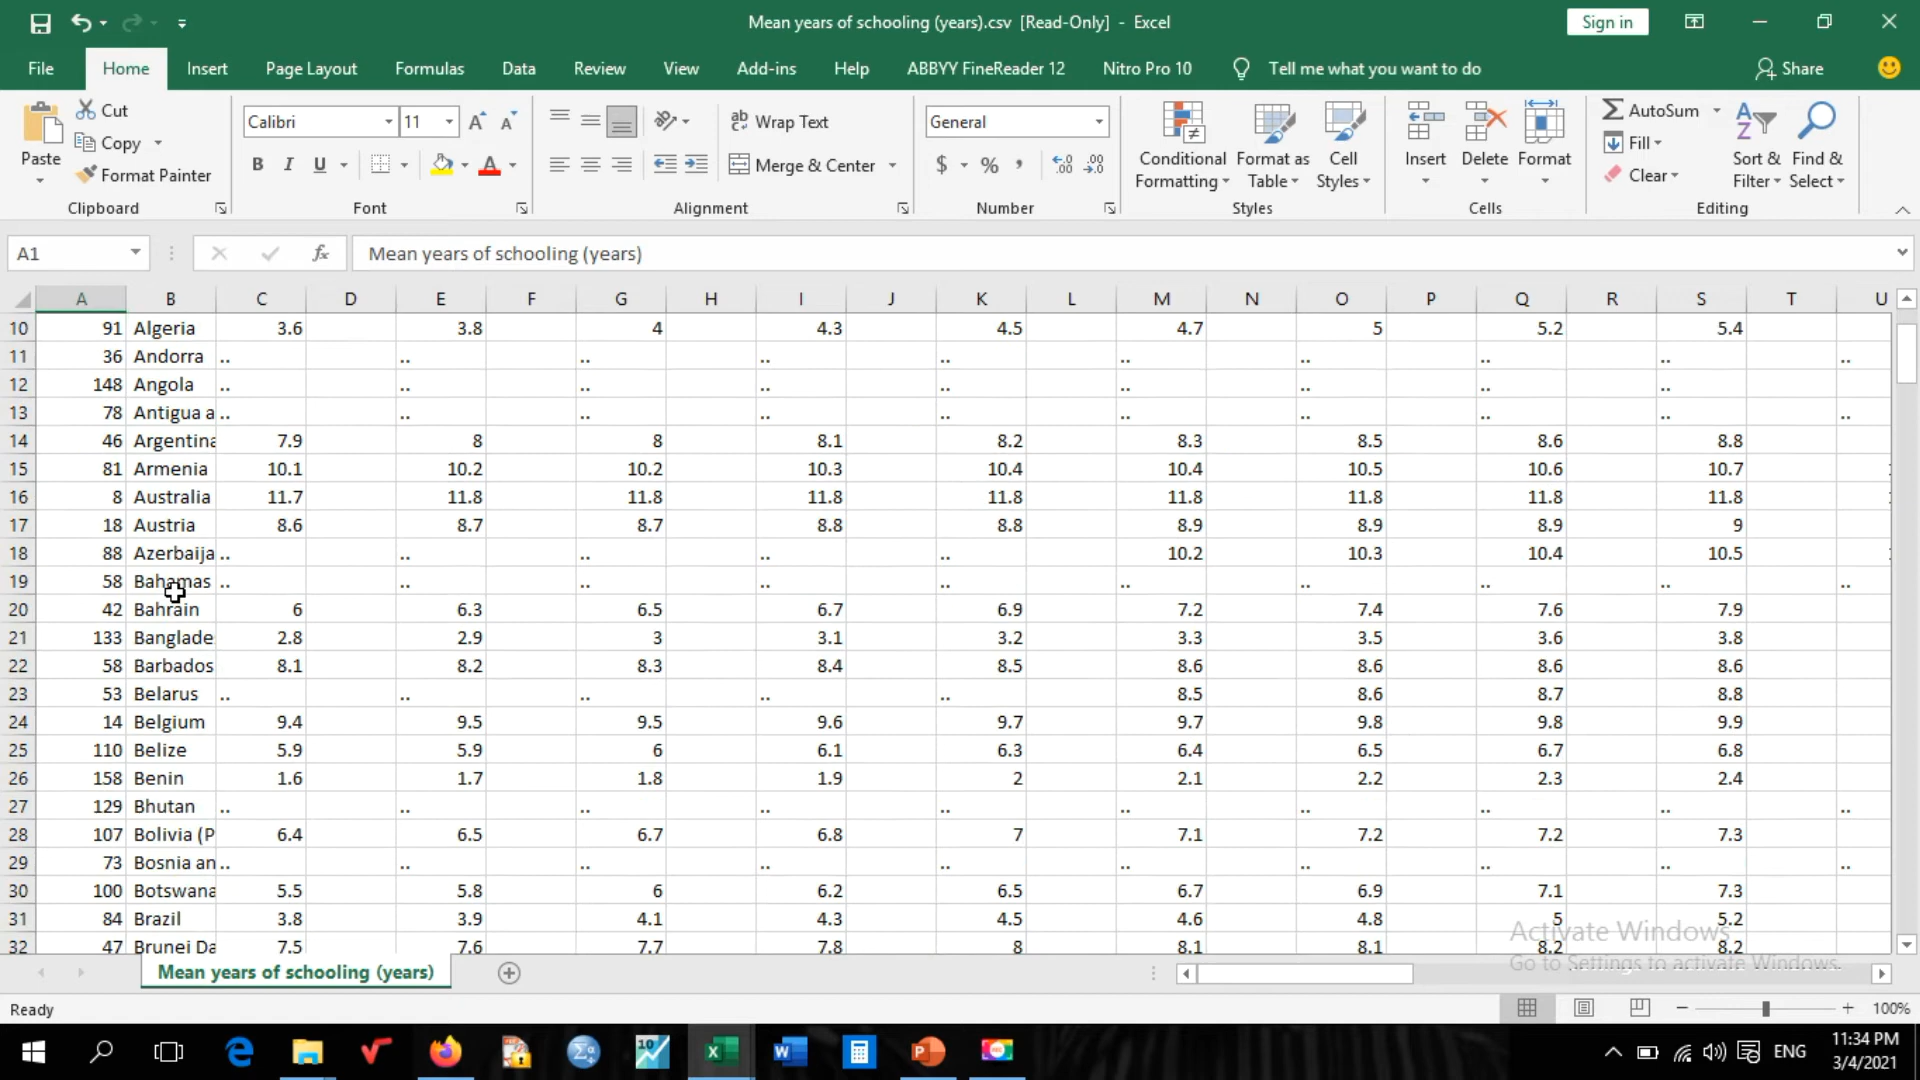 Mean years of schooling (years).csv [Read-Only] - Excel
Sign in
File Home Insert Page Layout Formulas Data Review View Add-ins Help ABBYY FineReader 12 Nitro Pro 10 Tell me what you want to do Share
Paste
Cut
Copy
Format Painter
Clipboard
Calibri 11
B I U
Font
Wrap Text
Merge & Center
Alignment
General
$ % ,
Number
Conditional Formatting
Format as Table
Cell Styles
Styles
Insert
Delete
Format
Cells
AutoSum
Fill
Clear
Sort & Filter
Find & Select
Editing
A1 fx Mean years of schooling (years)
A B C D E F G H I J K L M N O P Q R S T U
10 91 Algeria 3.6 3.8 4 4.3 4.5 4.7 5 5.2 5.4
11 36 Andorra .. .. .. .. .. .. .. .. .. ..
12 148 Angola .. .. .. .. .. .. .. .. ..
13 78 Antigua a .. .. .. .. .. .. .. .. .. ..
14 46 Argentina 7.9 8 8 8.1 8.2 8.3 8.5 8.6 8.8
15 81 Armenia 10.1 10.2 10.2 10.3 10.4 10.4 10.5 10.6 10.7
16 8 Australia 11.7 11.8 11.8 11.8 11.8 11.8 11.8 11.8 11.8
17 18 Austria 8.6 8.7 8.7 8.8 8.8 8.9 8.9 8.9 9
18 88 Azerbaija .. .. .. .. .. 10.2 10.3 10.4 10.5
19 58 Bahamas .. .. .. .. .. .. .. .. .. ..
20 42 Bahrain 6 6.3 6.5 6.7 6.9 7.2 7.4 7.6 7.9
21 133 Banglade 2.8 2.9 3 3.1 3.2 3.3 3.5 3.6 3.8
22 58 Barbados 8.1 8.2 8.3 8.4 8.5 8.6 8.6 8.6 8.6
23 53 Belarus .. .. .. .. .. 8.5 8.6 8.7 8.8
24 14 Belgium 9.4 9.5 9.5 9.6 9.7 9.7 9.8 9.8 9.9
25 110 Belize 5.9 5.9 6 6.1 6.3 6.4 6.5 6.7 6.8
26 158 Benin 1.6 1.7 1.8 1.9 2 2.1 2.2 2.3 2.4
27 129 Bhutan .. .. .. .. .. .. .. .. .. ..
28 107 Bolivia (P 6.4 6.5 6.7 6.8 7 7.1 7.2 7.2 7.3
29 73 Bosnia an .. .. .. .. .. .. .. .. .. ..
30 100 Botswana 5.5 5.8 6 6.2 6.5 6.7 6.9 7.1 7.3
31 84 Brazil 3.8 3.9 4.1 4.3 4.5 4.6 4.8 5 5.2
32 47 Brunei Da 7.5 7.6 7.7 7.8 8 8.1 8.1 8.2 8.2
Activate Windows
Go to Settings to activate Windows.
Mean years of schooling (years)
Ready 100%
ENG
11:34 PM
3/4/2021